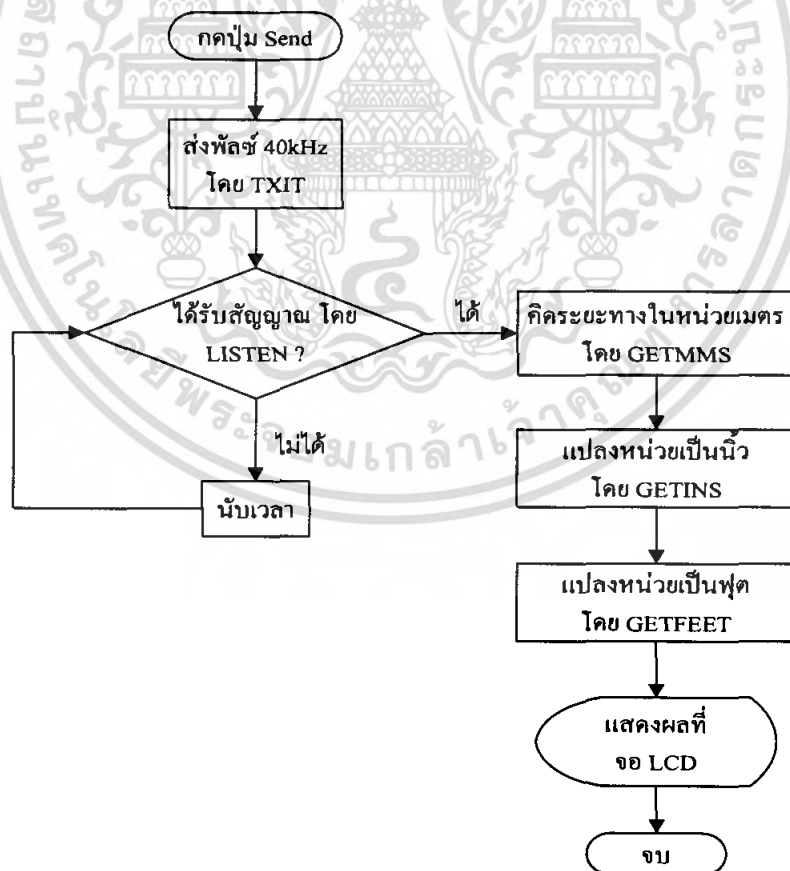 กดปุ่ม Send
ส่งพัลซ์ 40kHz
โดย TXIT
ได้รับสัญญาณ โดย
LISTEN ?
ได้
ไม่ได้
นับเวลา
คิดระยะทางในหน่วยเมตร
โดย GETMMS
แปลงหน่วยเป็นนิ้ว
โดย GETINS
แปลงหน่วยเป็นฟุต
โดย GETFEET
แสดงผลที่
จอ LCD
จบ